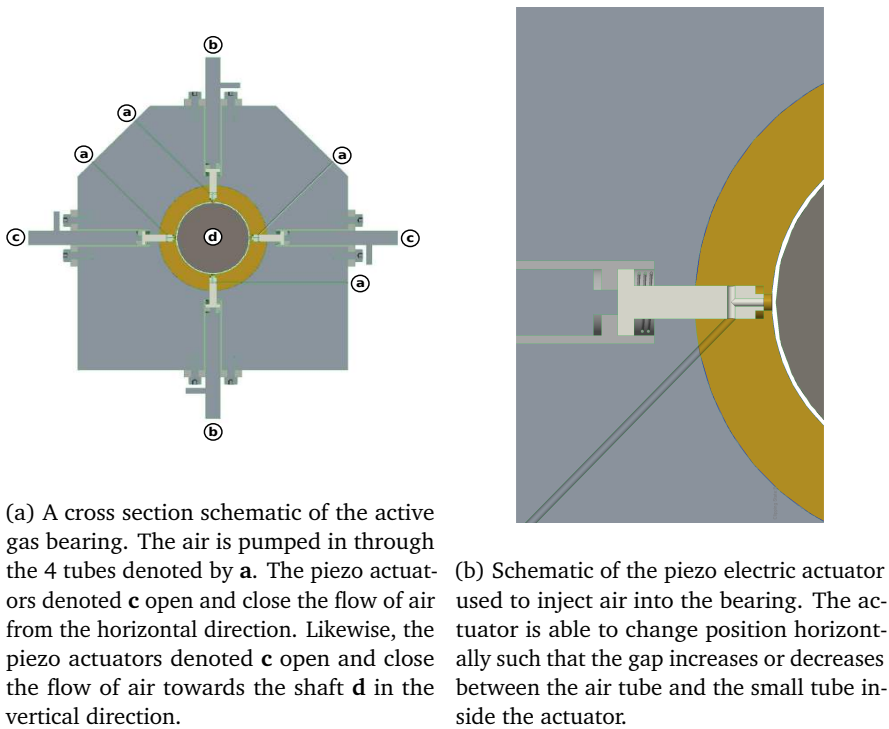 b
a
a
a
c
d
c
a
b
(a) A cross section schematic of the active
gas bearing. The air is pumped in through
the 4 tubes denoted by a. The piezo actuat-
ors denoted c open and close the flow of air
from the horizontal direction. Likewise, the
piezo actuators denoted c open and close
the flow of air towards the shaft d in the
vertical direction.
(b) Schematic of the piezo electric actuator
used to inject air into the bearing. The ac-
tuator is able to change position horizont-
ally such that the gap increases or decreases
between the air tube and the small tube in-
side the actuator.